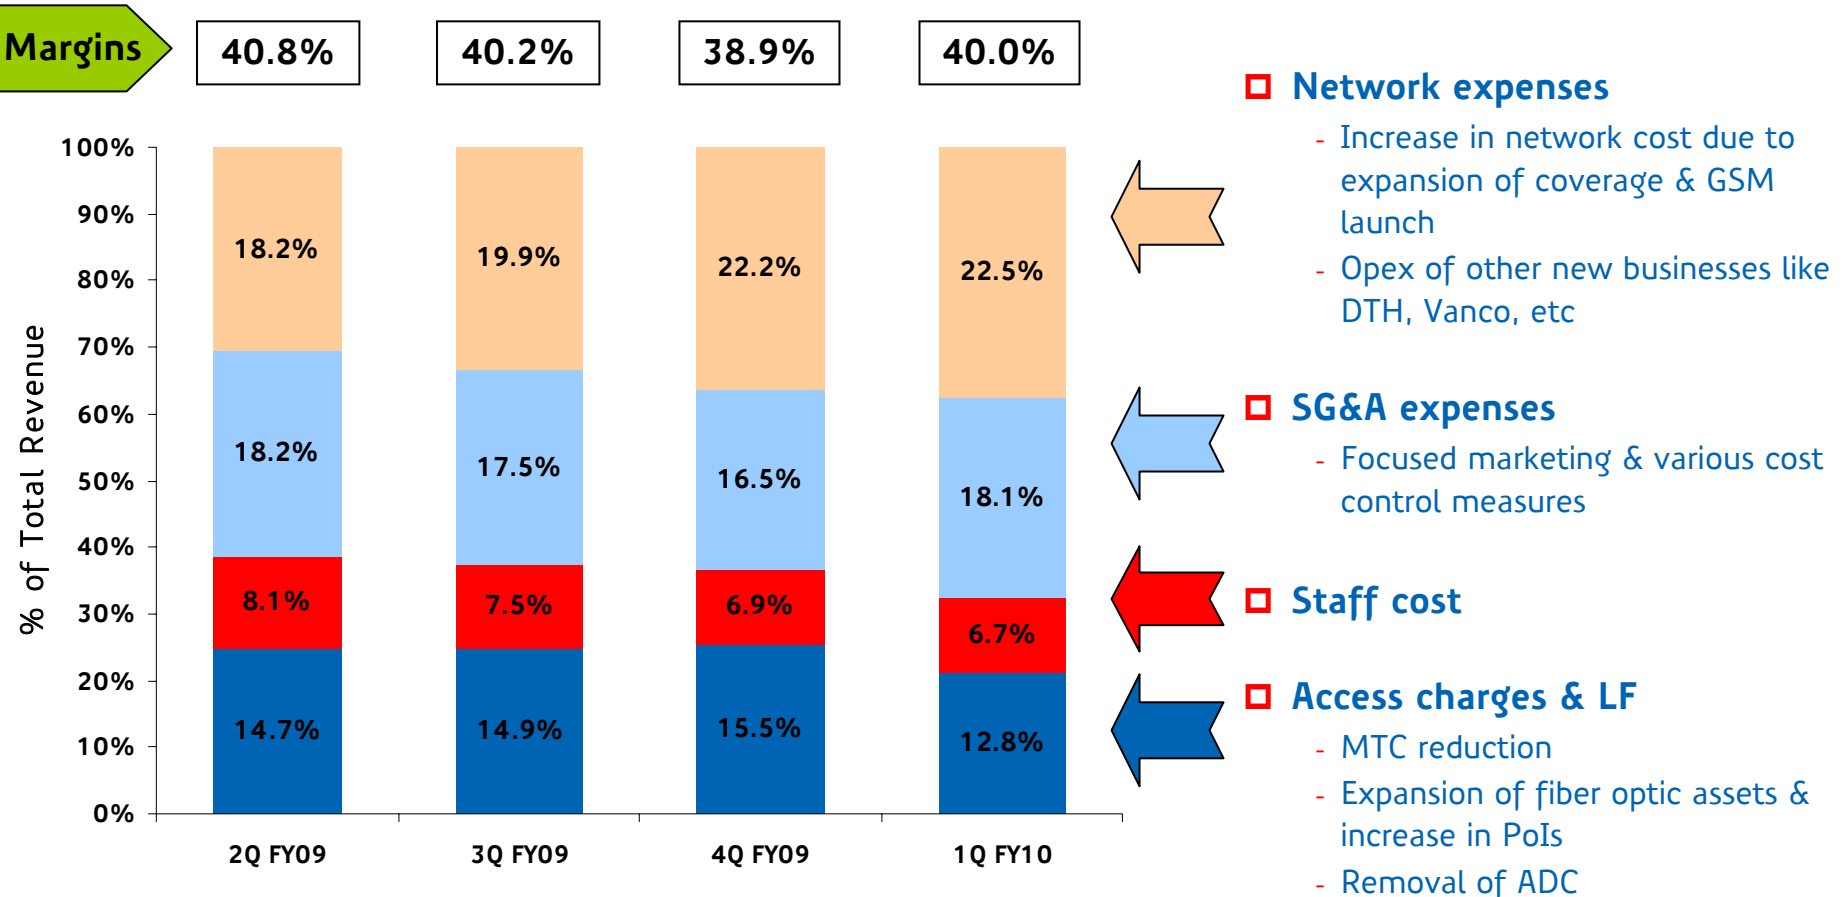 Margins
40.8%
40.2%
38.9%
40.0%
% of Total Revenue
100%
90%
80%
70%
60%
50%
40%
30%
20%
10%
0%
18.2%
19.9%
22.2%
22.5%
18.2%
17.5%
16.5%
18.1%
8.1%
7.5%
6.9%
6.7%
14.7%
14.9%
15.5%
12.8%
2Q FY09
3Q FY09
4Q FY09
1Q FY10
Network expenses
- Increase in network cost due to
expansion of coverage & GSM
launch
- Opex of other new businesses like
DTH, Vanco, etc
SG&A expenses
- Focused marketing & various cost
control measures
Staff cost
Access charges & LF
- MTC reduction
- Expansion of fiber optic assets &
increase in PoIs
- Removal of ADC